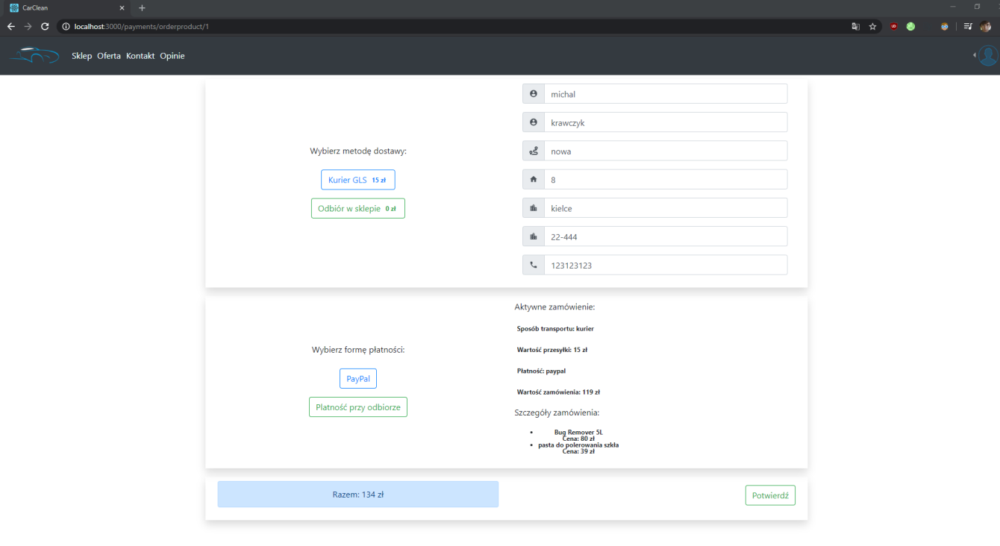 CarClean
localhost:3000/payments/orderproduct/1
Sklep Oferta Kontakt Opinie
Wybierz metodę dostawy:
Kurier GLS 15 zł
Odbiór w sklepie 0 zł
michal
krawczyk
nowa
8
kielce
22-444
123123123
Wybierz formę płatności:
PayPal
Płatność przy odbiorze
Aktywne zamówienie:
Sposób transportu: kurier
Wartość przesyłki: 15 zł
Płatność: paypal
Wartość zamówienia: 119 zł
Szczegóły zamówienia:
Bug Remover 5L
Cena: 80 zł
pasta do polerowania szkła
Cena: 39 zł
Razem: 134 zł
Potwierdź